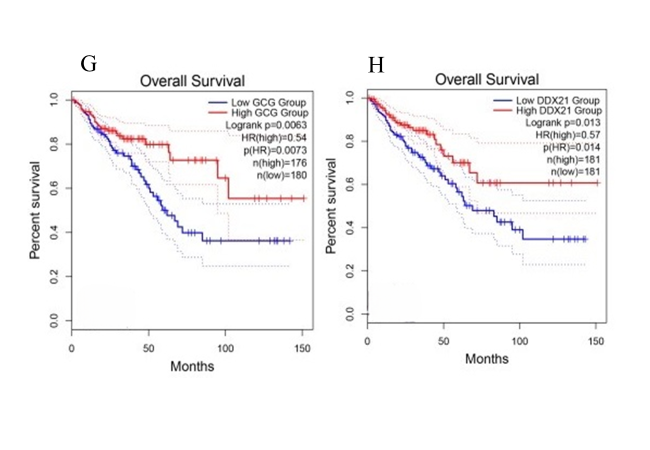 G
Overall Survival
Low GCG Group
High GCG Group
Logrank p=0.0063
HR(high)=0.54
p(HR)=0.0073
n(high)=176
n(low)=180
Percent survival
1.0
0.8
0.6
0.4
0.2
0.0
0 50 100 150
Months
H
Overall Survival
Low DDX21 Group
High DDX21 Group
Logrank p=0.013
HR(high)=0.57
p(HR)=0.014
n(high)=181
n(low)=181
Percent survival
1.0
0.8
0.6
0.4
0.2
0.0
0 50 100 150
Months